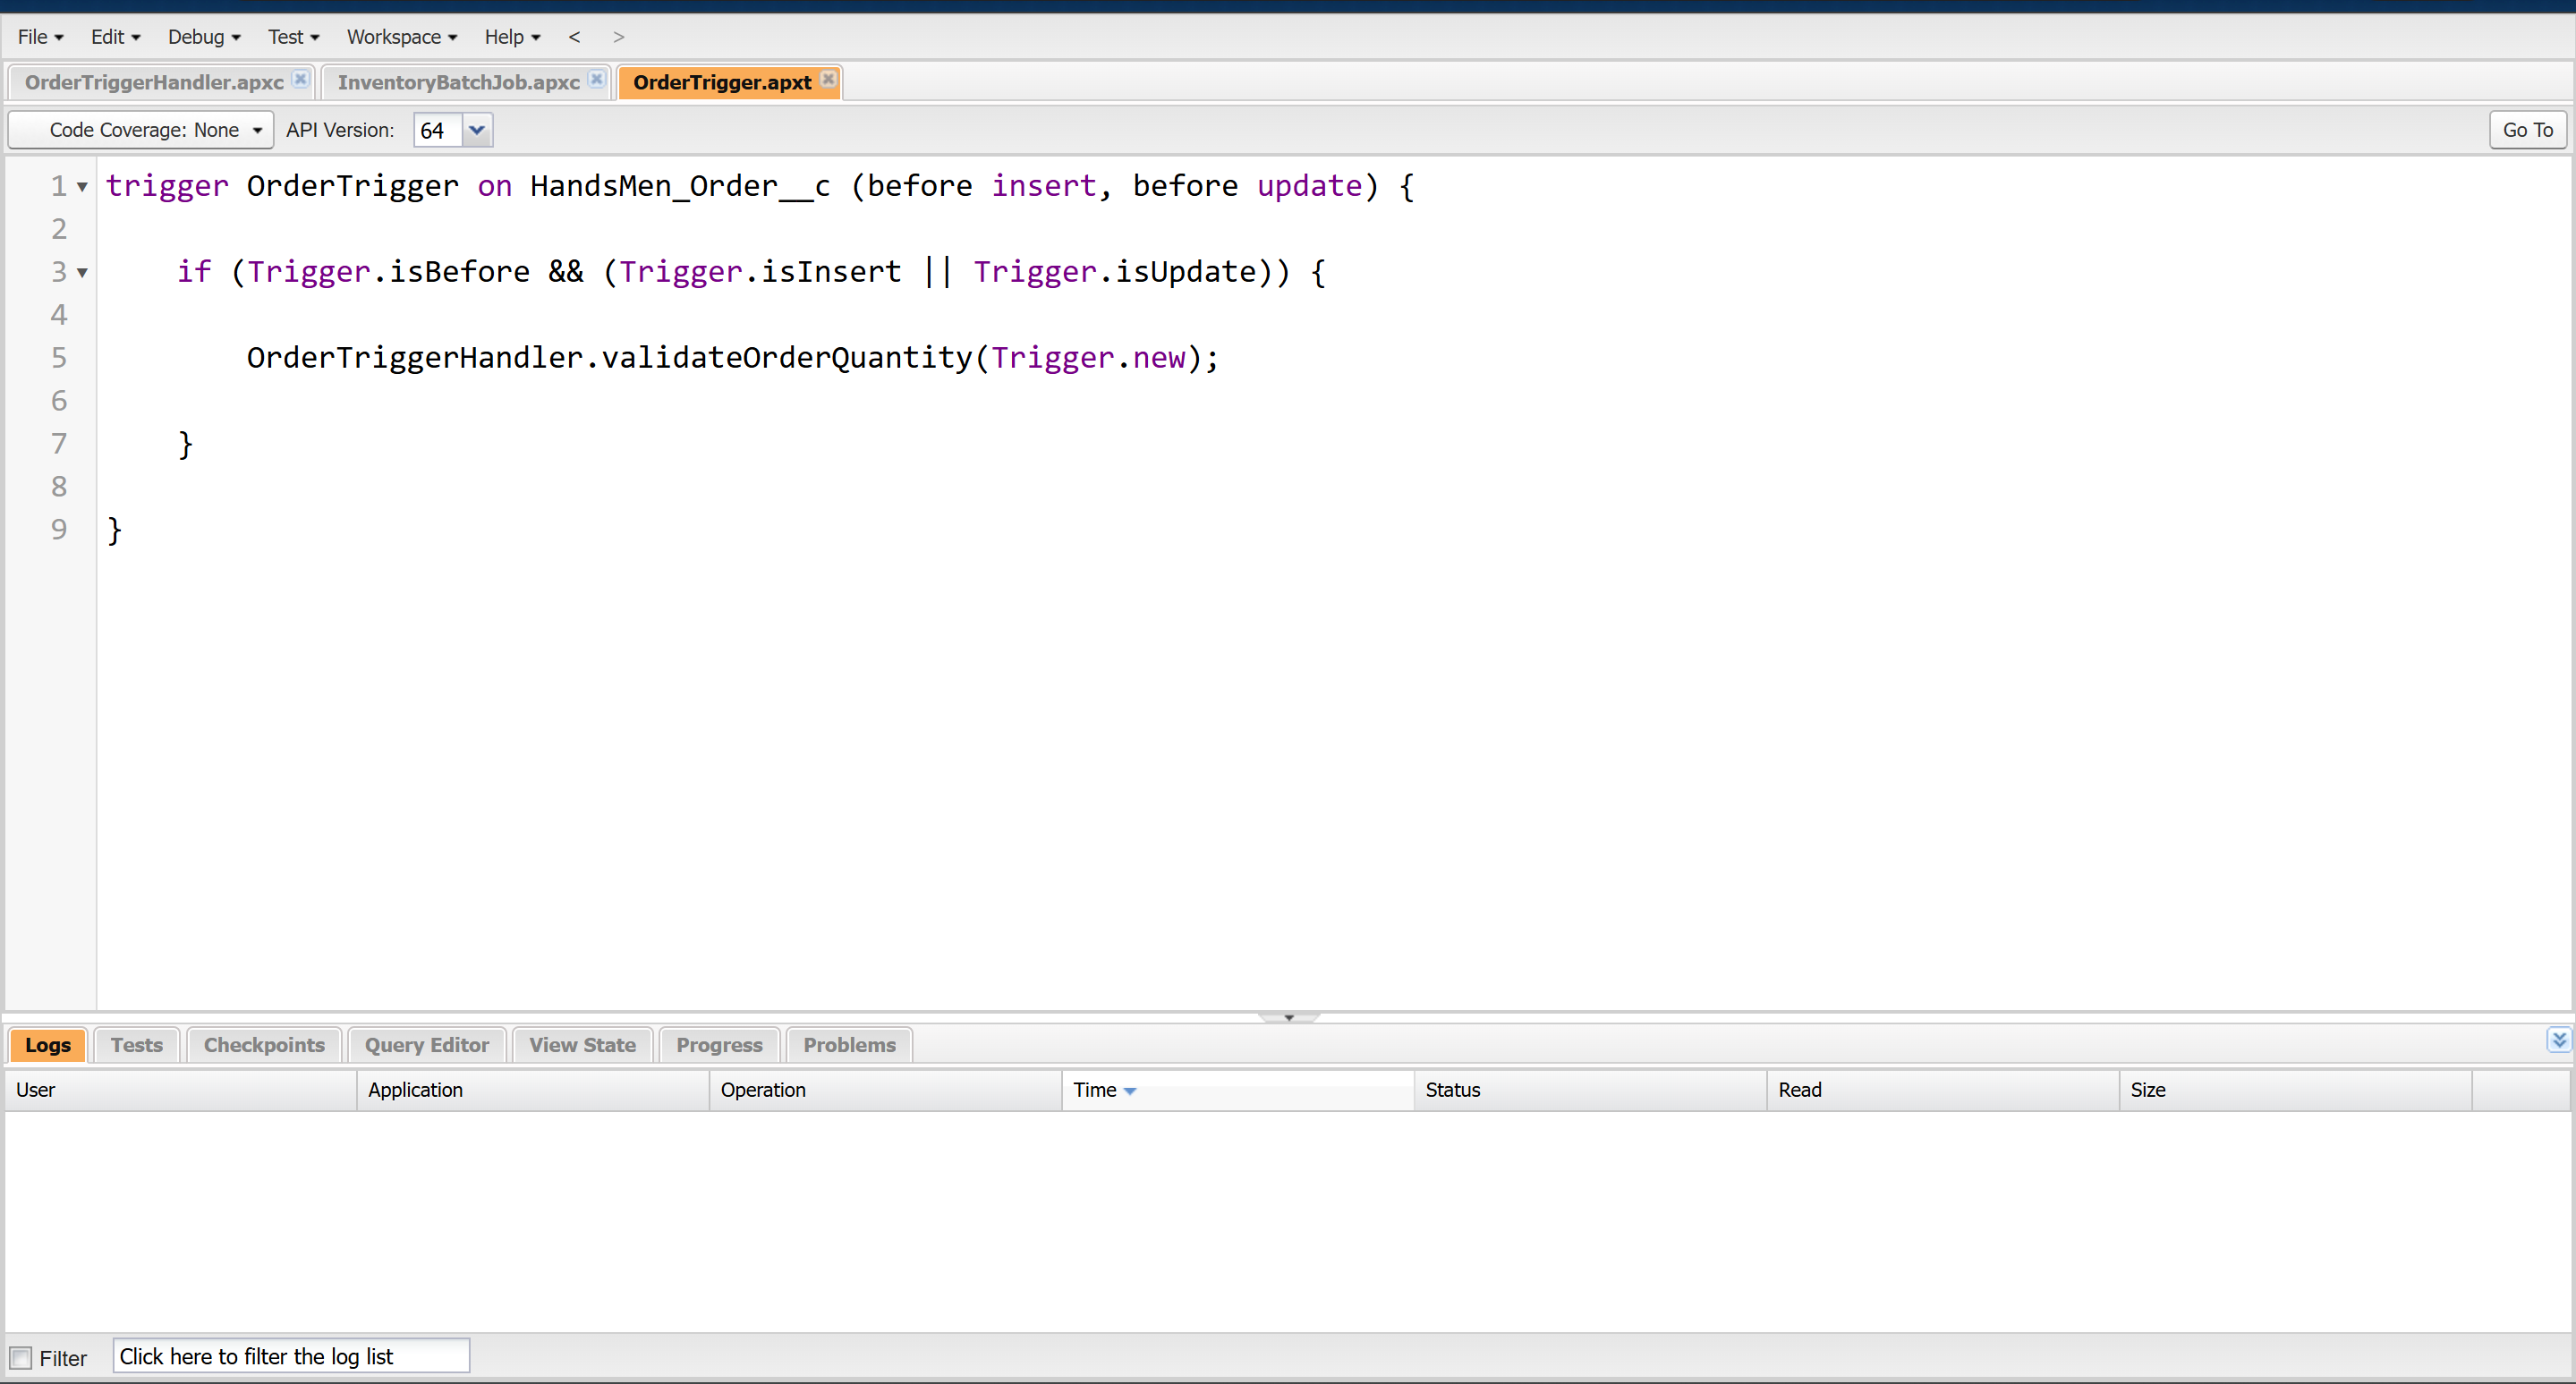 File Edit Debug Test Workspace Help < >
OrderTriggerHandler.apxc InventoryBatchJob.apxc OrderTrigger.apxt
Code Coverage: None API Version: 64 Go To
1 trigger OrderTrigger on HandsMen_Order__c (before insert, before update) {
2
3     if (Trigger.isBefore && (Trigger.isInsert || Trigger.isUpdate)) {
4
5         OrderTriggerHandler.validateOrderQuantity(Trigger.new);
6
7     }
8
9 }
Logs Tests Checkpoints Query Editor View State Progress Problems
User Application Operation Time Status Read Size
Filter Click here to filter the log list